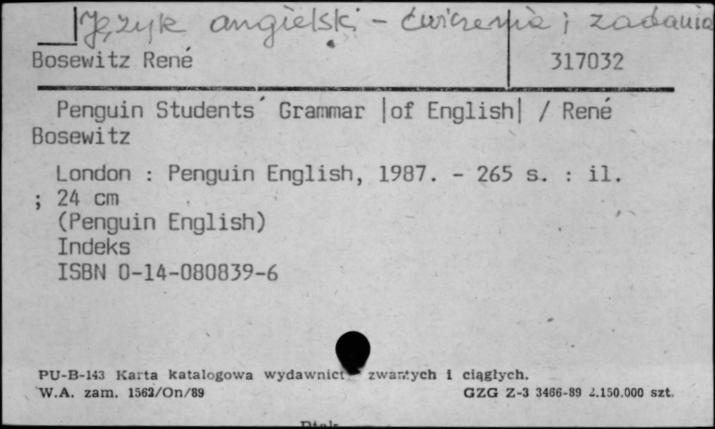 Język angielski - ćwiczenia i zadania
Bosewitz René 317032
Penguin Students´ Grammar |of English| / René
Bosewitz
London : Penguin English, 1987. - 265 s. : il.
; 24 cm
(Penguin English)
Indeks
ISBN 0-14-080839-6
PU-B-143 Karta katalogowa wydawnict zwartych i ciągłych.
W.A. zam. 1562/On/89 GZG Z-3 3466-89 2.150.000 szt.